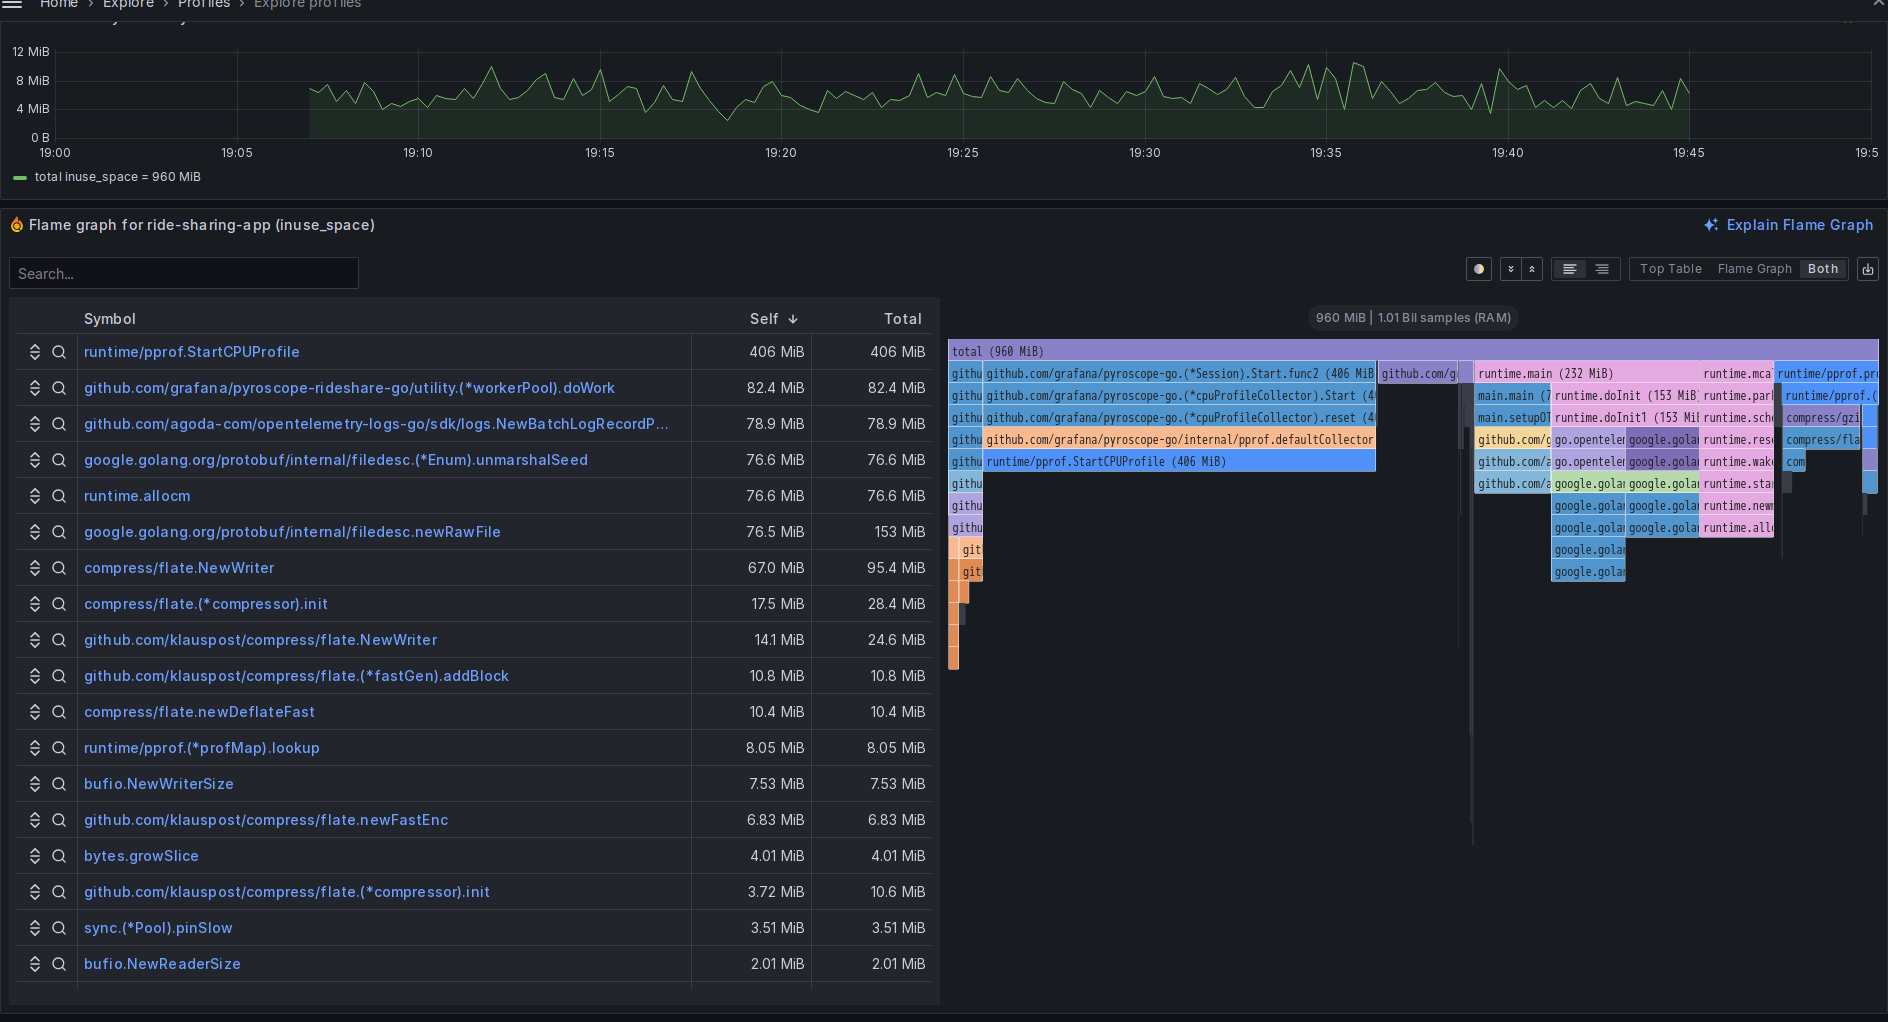 Home › Explore › Profiles › Explore profiles
12 MiB
8 MiB
4 MiB
0 B
19:00 19:05 19:10 19:15 19:20 19:25 19:30 19:35 19:40 19:45 19:5
total inuse_space = 960 MiB
Flame graph for ride-sharing-app (inuse_space)
Explain Flame Graph
Search...
Top Table Flame Graph Both
Symbol Self Total
runtime/pprof.StartCPUProfile 406 MiB 406 MiB
github.com/grafana/pyroscope-rideshare-go/utility.(*workerPool).doWork 82.4 MiB 82.4 MiB
github.com/agoda-com/opentelemetry-logs-go/sdk/logs.NewBatchLogRecordP... 78.9 MiB 78.9 MiB
google.golang.org/protobuf/internal/filedesc.(*Enum).unmarshalSeed 76.6 MiB 76.6 MiB
runtime.allocm 76.6 MiB 76.6 MiB
google.golang.org/protobuf/internal/filedesc.newRawFile 76.5 MiB 153 MiB
compress/flate.NewWriter 67.0 MiB 95.4 MiB
compress/flate.(*compressor).init 17.5 MiB 28.4 MiB
github.com/klauspost/compress/flate.NewWriter 14.1 MiB 24.6 MiB
github.com/klauspost/compress/flate.(*fastGen).addBlock 10.8 MiB 10.8 MiB
compress/flate.newDeflateFast 10.4 MiB 10.4 MiB
runtime/pprof.(*profMap).lookup 8.05 MiB 8.05 MiB
bufio.NewWriterSize 7.53 MiB 7.53 MiB
github.com/klauspost/compress/flate.newFastEnc 6.83 MiB 6.83 MiB
bytes.growSlice 4.01 MiB 4.01 MiB
github.com/klauspost/compress/flate.(*compressor).init 3.72 MiB 10.6 MiB
sync.(*Pool).pinSlow 3.51 MiB 3.51 MiB
bufio.NewReaderSize 2.01 MiB 2.01 MiB
960 MiB | 1.01 Bil samples (RAM)
total (960 MiB)
githu github.com/grafana/pyroscope-go.(*Session).Start.func2 (406 MiB github.com/g runtime.main (232 MiB) runtime.mca runtime/pprof.pr
githu github.com/grafana/pyroscope-go.(*cpuProfileCollector).Start (4 main.main (7 runtime.doInit (153 MiB runtime.par runtime/pprof.(
githu github.com/grafana/pyroscope-go.(*cpuProfileCollector).reset (4 main.setupOT runtime.doInit1 (153 MiB runtime.sche compress/gzi
githu github.com/grafana/pyroscope-go/internal/pprof.defaultCollector github.com/g go.opentelem google.golan runtime.rese compress/fla
githu runtime/pprof.StartCPUProfile (406 MiB) github.com/a go.opentelem google.golan runtime.wake com
githu github.com/a google.golan google.golan runtime.star
githu google.golan google.golan runtime.newm
githu google.golan google.golan runtime.allo
git google.golan
git google.golan